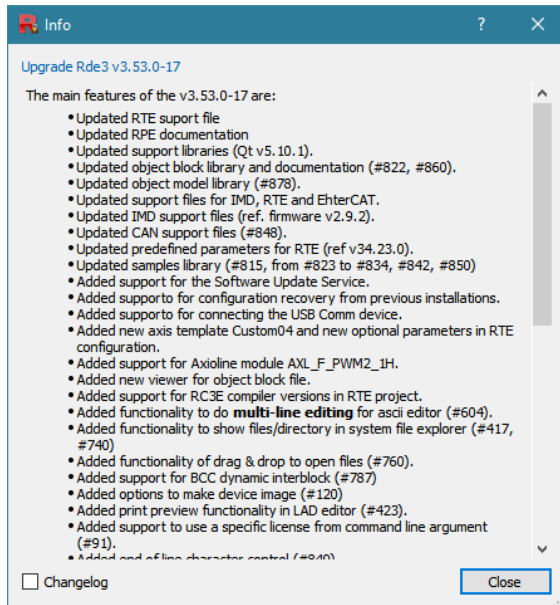 Info
Upgrade Rde3 v3.53.0-17
The main features of the v3.53.0-17 are:
• Updated RTE suport file
• Updated RPE documentation
• Updated support libraries (Qt v5.10.1).
• Updated object block library and documentation (#822, #860).
• Updated object model library (#878).
• Updated support files for IMD, RTE and EhterCAT.
• Updated IMD support files (ref. firmware v2.9.2).
• Updated CAN support files (#848).
• Updated predefined parameters for RTE (ref v34.23.0).
• Updated samples library (#815, from #823 to #834, #842, #850)
• Added support for the Software Update Service.
• Added supporto for configuration recovery from previous installations.
• Added supporto for connecting the USB Comm device.
• Added new axis template Custom04 and new optional parameters in RTE
configuration.
• Added support for Axioline module AXL_F_PWM2_1H.
• Added new viewer for object block file.
• Added support for RC3E compiler versions in RTE project.
• Added functionality to do multi-line editing for ascii editor (#604).
• Added functionality to show files/directory in system file explorer (#417,
#740)
• Added functionality of drag & drop to open files (#760).
• Added support for BCC dynamic interblock (#787)
• Added options to make device image (#120)
• Added print preview functionality in LAD editor (#423).
• Added support to use a specific license from command line argument
(#91).
• Added end of line character control (#849)
Changelog
Close